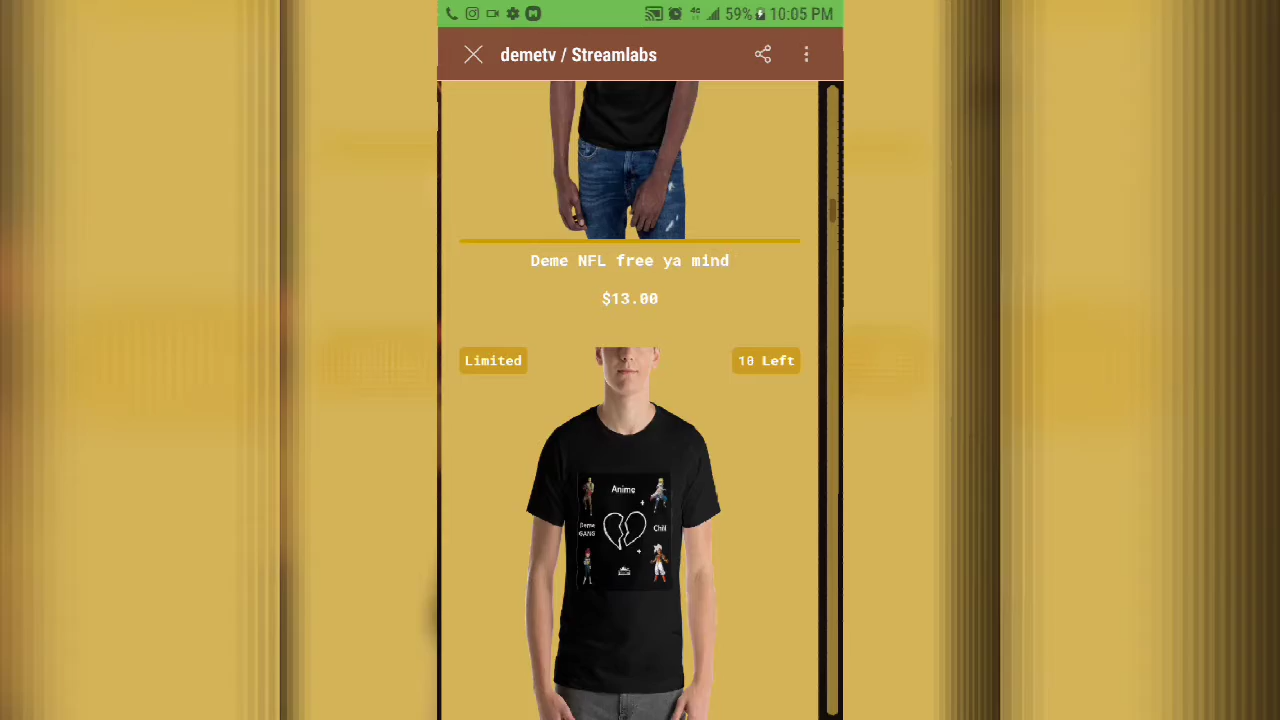 4G 59% 10:05 PM
demetv / Streamlabs
Deme NFL free ya mind
$13.00
Limited
10 Left
Anime
+
Deme
GANG
Chill
+